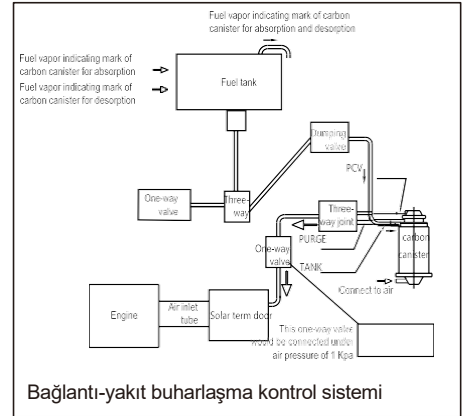 Fuel vapor indicating mark of carbon
canister for absorption and desorption
Fuel vapor indicating mark of
carbon canister for absorption
Fuel vapor indicating mark of
carbon canister for desorption
Fuel tank
Dumping
valve
PCV
One-way
valve
Three-
way
Three-
way joint
PURGE
carbon
canister
One-way
valve
TANK
Connect to air
Engine
Air inlet
tube
Solar term door
This one-way valve
would be connected under
air pressure of 1 Kpa
Bağlantı-yakıt buharlaşma kontrol sistemi